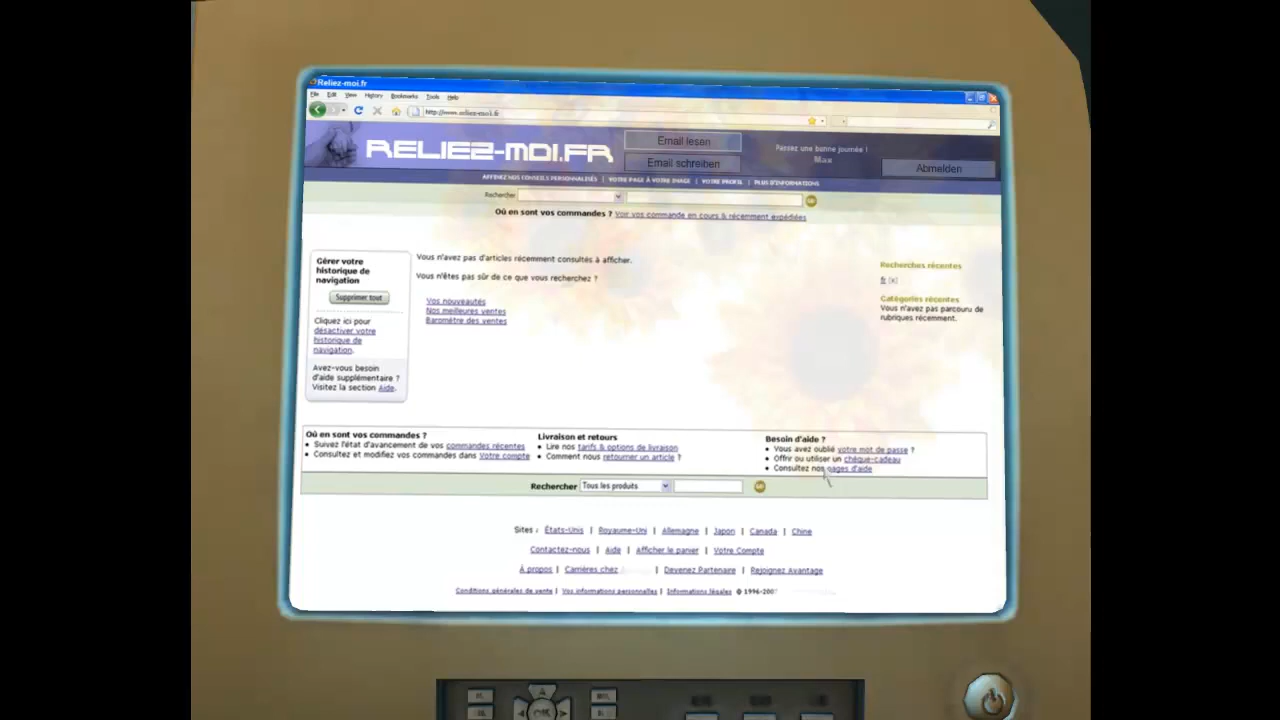 Reliez-moi.fr
File Edit View History Bookmarks Tools Help
http://www.reliez-moi.fr
RELIEZ-MOI.FR
Email lesen
Email schreiben
Passez une bonne journée !
Max
Abmelden
AFFINEZ NOS CONSEILS PERSONNALISÉS | VOTRE PAGE À VOTRE IMAGE | VOTRE PROFIL | PLUS D'INFORMATIONS
Rechercher
Où en sont vos commandes ? Voir vos commande en cours & récemment expédiées
Gérer votre
historique de
navigation
Supprimer tout
Cliquez ici pour
désactiver votre
historique de
navigation.
Avez-vous besoin
d'aide supplémentaire ?
Visitez la section Aide.
Vous n'avez pas d'articles récemment consultés à afficher.
Vous n'êtes pas sûr de ce que vous recherchez ?
Vos nouveautés
Nos meilleures ventes
Baromètre des ventes
Recherches récentes
Catégories récentes
Vous n'avez pas parcouru de
rubriques récemment.
Où en sont vos commandes ?
• Suivez l'état d'avancement de vos commandes récentes
• Consultez et modifiez vos commandes dans Votre compte
Livraison et retours
• Lire nos tarifs & options de livraison
• Comment nous retourner un article ?
Besoin d'aide ?
• Vous avez oublié votre mot de passe ?
• Offrir ou utiliser un chèque-cadeau
• Consultez nos pages d'aide
Rechercher Tous les produits
Sites : États-Unis | Royaume-Uni | Allemagne | Japon | Canada | Chine
Contactez-nous | Aide | Afficher le panier | Votre Compte
À propos | Carrières chez | Devenez Partenaire | Rejoignez Avantage
Conditions générales de vente | Vos informations personnelles | Informations légales © 1996-200
OK